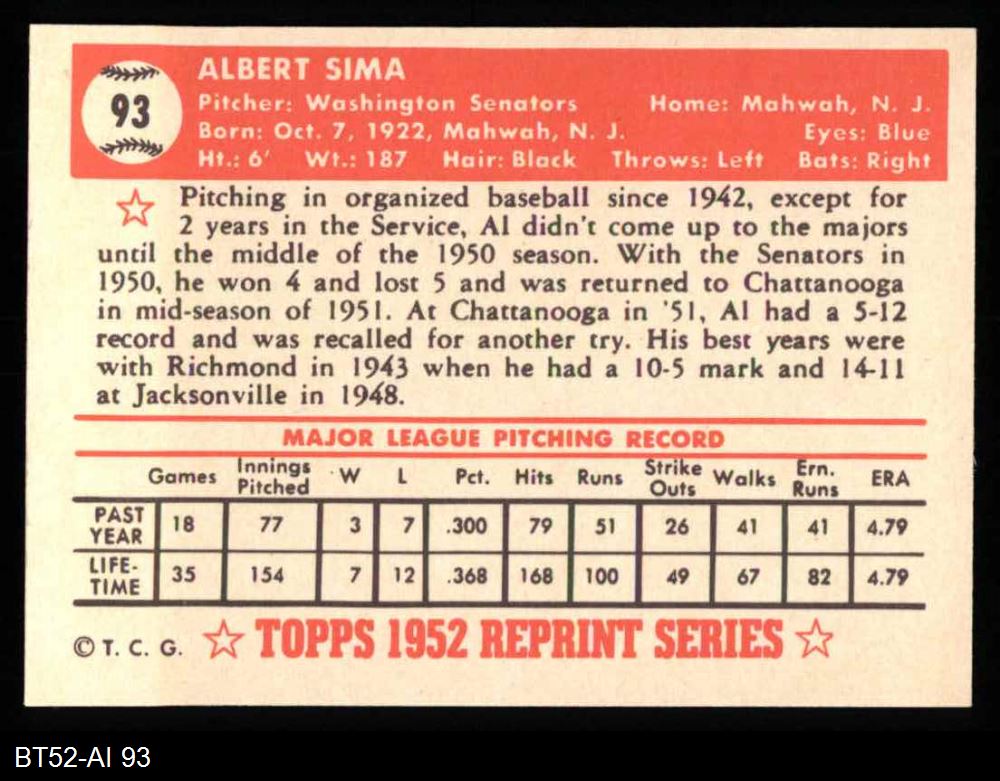 93
ALBERT SIMA
Pitcher: Washington Senators Home: Mahwah, N. J.
Born: Oct. 7, 1922, Mahwah, N. J. Eyes: Blue
Ht.: 6' Wt.: 187 Hair: Black Throws: Left Bats: Right
Pitching in organized baseball since 1942, except for
2 years in the Service, Al didn't come up to the majors
until the middle of the 1950 season. With the Senators in
1950, he won 4 and lost 5 and was returned to Chattanooga
in mid-season of 1951. At Chattanooga in '51, Al had a 5-12
record and was recalled for another try. His best years were
with Richmond in 1943 when he had a 10-5 mark and 14-11
at Jacksonville in 1948.
MAJOR LEAGUE PITCHING RECORD
Games Innings Pitched W L Pct. Hits Runs Strike Outs Walks Ern. Runs ERA
PAST YEAR 18 77 3 7 .300 79 51 26 41 41 4.79
LIFE-TIME 35 154 7 12 .368 168 100 49 67 82 4.79
© T. C. G. TOPPS 1952 REPRINT SERIES
BT52-AI 93